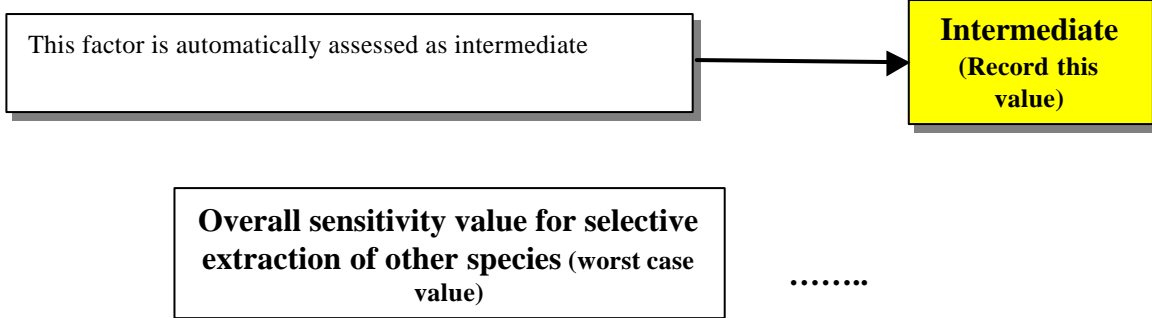 This factor is automatically assessed as intermediate
Intermediate
(Record this
value)
Overall sensitivity value for selective
extraction of other species (worst case
value)
……..